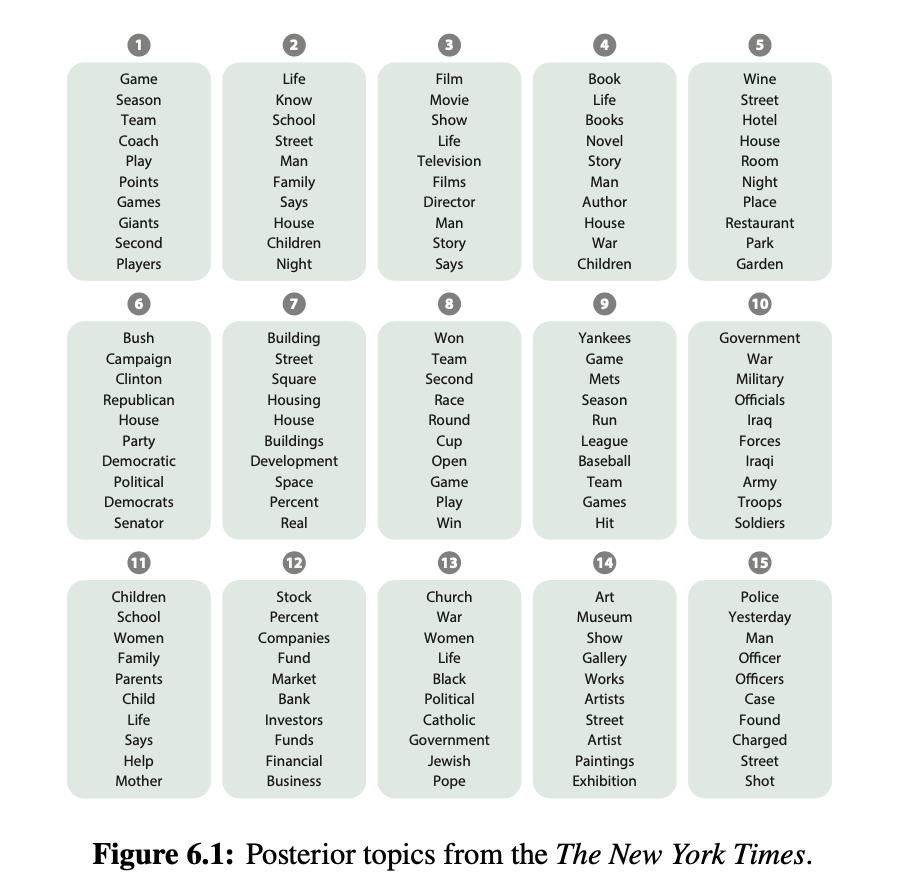 1
Game
Season
Team
Coach
Play
Points
Games
Giants
Second
Players
2
Life
Know
School
Street
Man
Family
Says
House
Children
Night
3
Film
Movie
Show
Life
Television
Films
Director
Man
Story
Says
4
Book
Life
Books
Novel
Story
Man
Author
House
War
Children
5
Wine
Street
Hotel
House
Room
Night
Place
Restaurant
Park
Garden
6
Bush
Campaign
Clinton
Republican
House
Party
Democratic
Political
Democrats
Senator
7
Building
Street
Square
Housing
House
Buildings
Development
Space
Percent
Real
8
Won
Team
Second
Race
Round
Cup
Open
Game
Play
Win
9
Yankees
Game
Mets
Season
Run
League
Baseball
Team
Games
Hit
10
Government
War
Military
Officials
Iraq
Forces
Iraqi
Army
Troops
Soldiers
11
Children
School
Women
Family
Parents
Child
Life
Says
Help
Mother
12
Stock
Percent
Companies
Fund
Market
Bank
Investors
Funds
Financial
Business
13
Church
War
Women
Life
Black
Political
Catholic
Government
Jewish
Pope
14
Art
Museum
Show
Gallery
Works
Artists
Street
Artist
Paintings
Exhibition
15
Police
Yesterday
Man
Officer
Officers
Case
Found
Charged
Street
Shot
Figure 6.1: Posterior topics from the The New York Times.